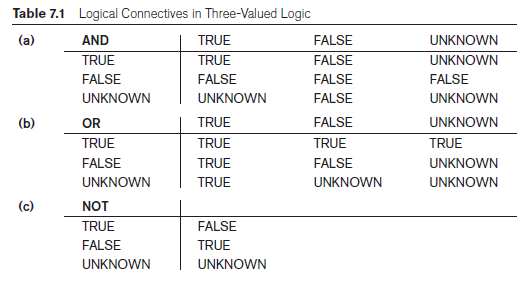 Table 7.1 Logical Connectives in Three-Valued Logic
(a) AND TRUE FALSE UNKNOWN
TRUE TRUE FALSE UNKNOWN
FALSE FALSE FALSE FALSE
UNKNOWN UNKNOWN FALSE UNKNOWN
(b) OR TRUE FALSE UNKNOWN
TRUE TRUE TRUE TRUE
FALSE TRUE FALSE UNKNOWN
UNKNOWN TRUE UNKNOWN UNKNOWN
(c) NOT
TRUE FALSE
FALSE TRUE
UNKNOWN UNKNOWN